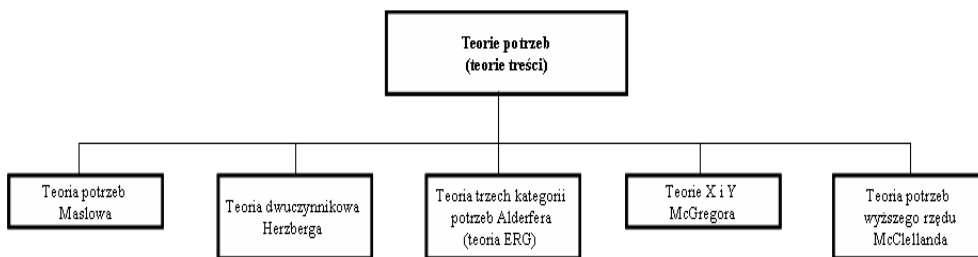 Teorie potrzeb
(teorie treści)
Teoria potrzeb
Maslowa
Teoria dwuczynnikowa
Herzberga
Teoria trzech kategorii
potrzeb Alderfera
(teoria ERG)
Teorie X i Y
McGregora
Teoria potrzeb
wyższego rzędu
McClellanda